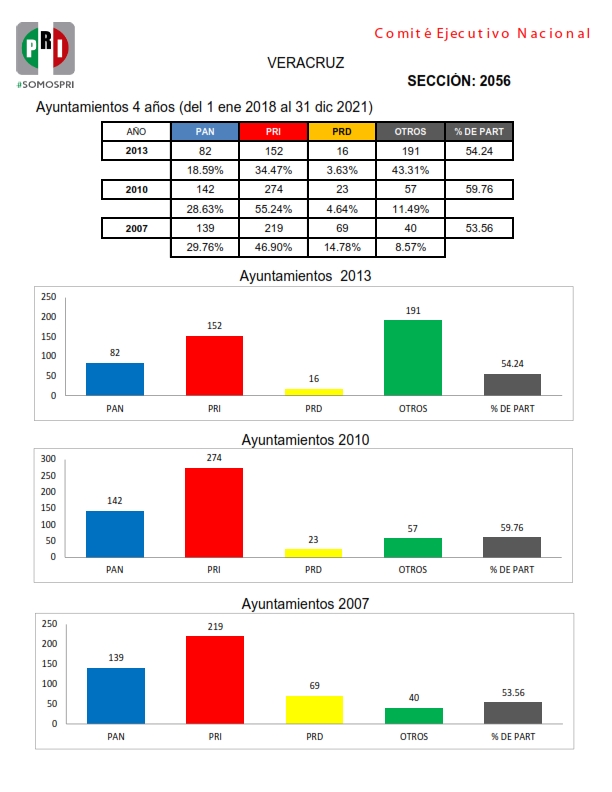 Comité Ejecutivo Nacional
PRI
#SOMOSPRI
VERACRUZ
SECCIÓN: 2056
Ayuntamientos 4 años (del 1 ene 2018 al 31 dic 2021)
AÑO PAN PRI PRD OTROS % DE PART
2013 82 152 16 191 54.24
18.59% 34.47% 3.63% 43.31%
2010 142 274 23 57 59.76
28.63% 55.24% 4.64% 11.49%
2007 139 219 69 40 53.56
29.76% 46.90% 14.78% 8.57%
Ayuntamientos 2013
250
200
150
100
50
0
82 152 16 191 54.24
PAN PRI PRD OTROS % DE PART
Ayuntamientos 2010
300
250
200
150
100
50
0
142 274 23 57 59.76
PAN PRI PRD OTROS % DE PART
Ayuntamientos 2007
250
200
150
100
50
0
139 219 69 40 53.56
PAN PRI PRD OTROS % DE PART